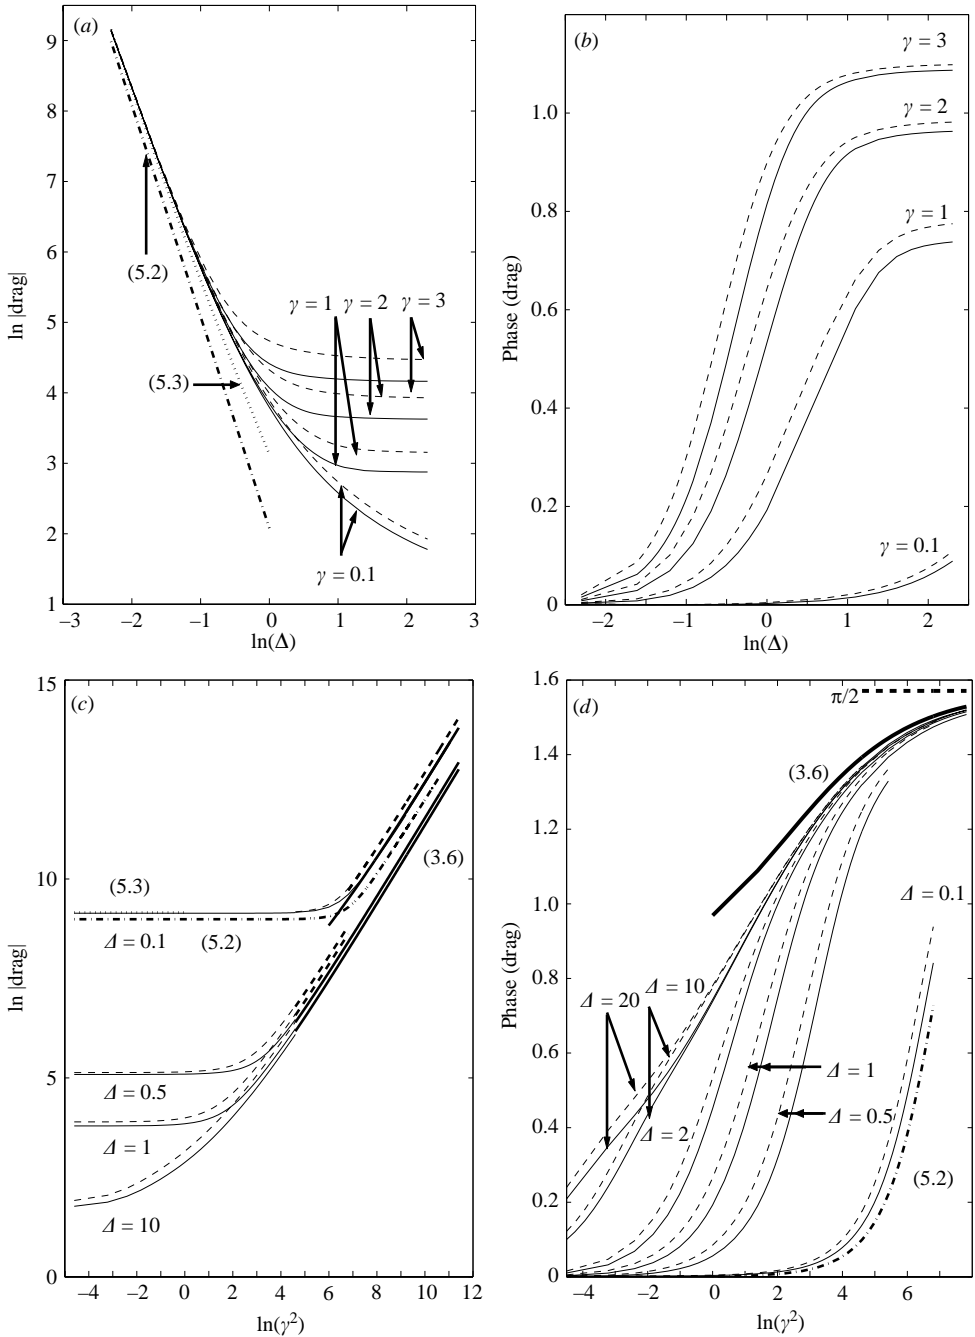 (a)
9
8
7
6
5
4
3
2
1
ln |drag|
(5.2)
(5.3)
γ = 1
γ = 2
γ = 3
γ = 0.1
−3
−2
−1
0
1
2
3
ln(Δ)
(b)
1.0
0.8
0.6
0.4
0.2
0
Phase (drag)
γ = 3
γ = 2
γ = 1
γ = 0.1
−2
−1
0
1
2
ln(Δ)
(c)
15
10
5
0
ln |drag|
(5.3)
Δ = 0.1
(5.2)
(3.6)
Δ = 0.5
Δ = 1
Δ = 10
−4
−2
0
2
4
6
8
10
12
ln(γ²)
(d)
1.6
1.4
1.2
1.0
0.8
0.6
0.4
0.2
0
Phase (drag)
π/2
(3.6)
Δ = 0.1
Δ = 20
Δ = 10
Δ = 1
Δ = 0.5
Δ = 2
(5.2)
−4
−2
0
2
4
6
ln(γ²)